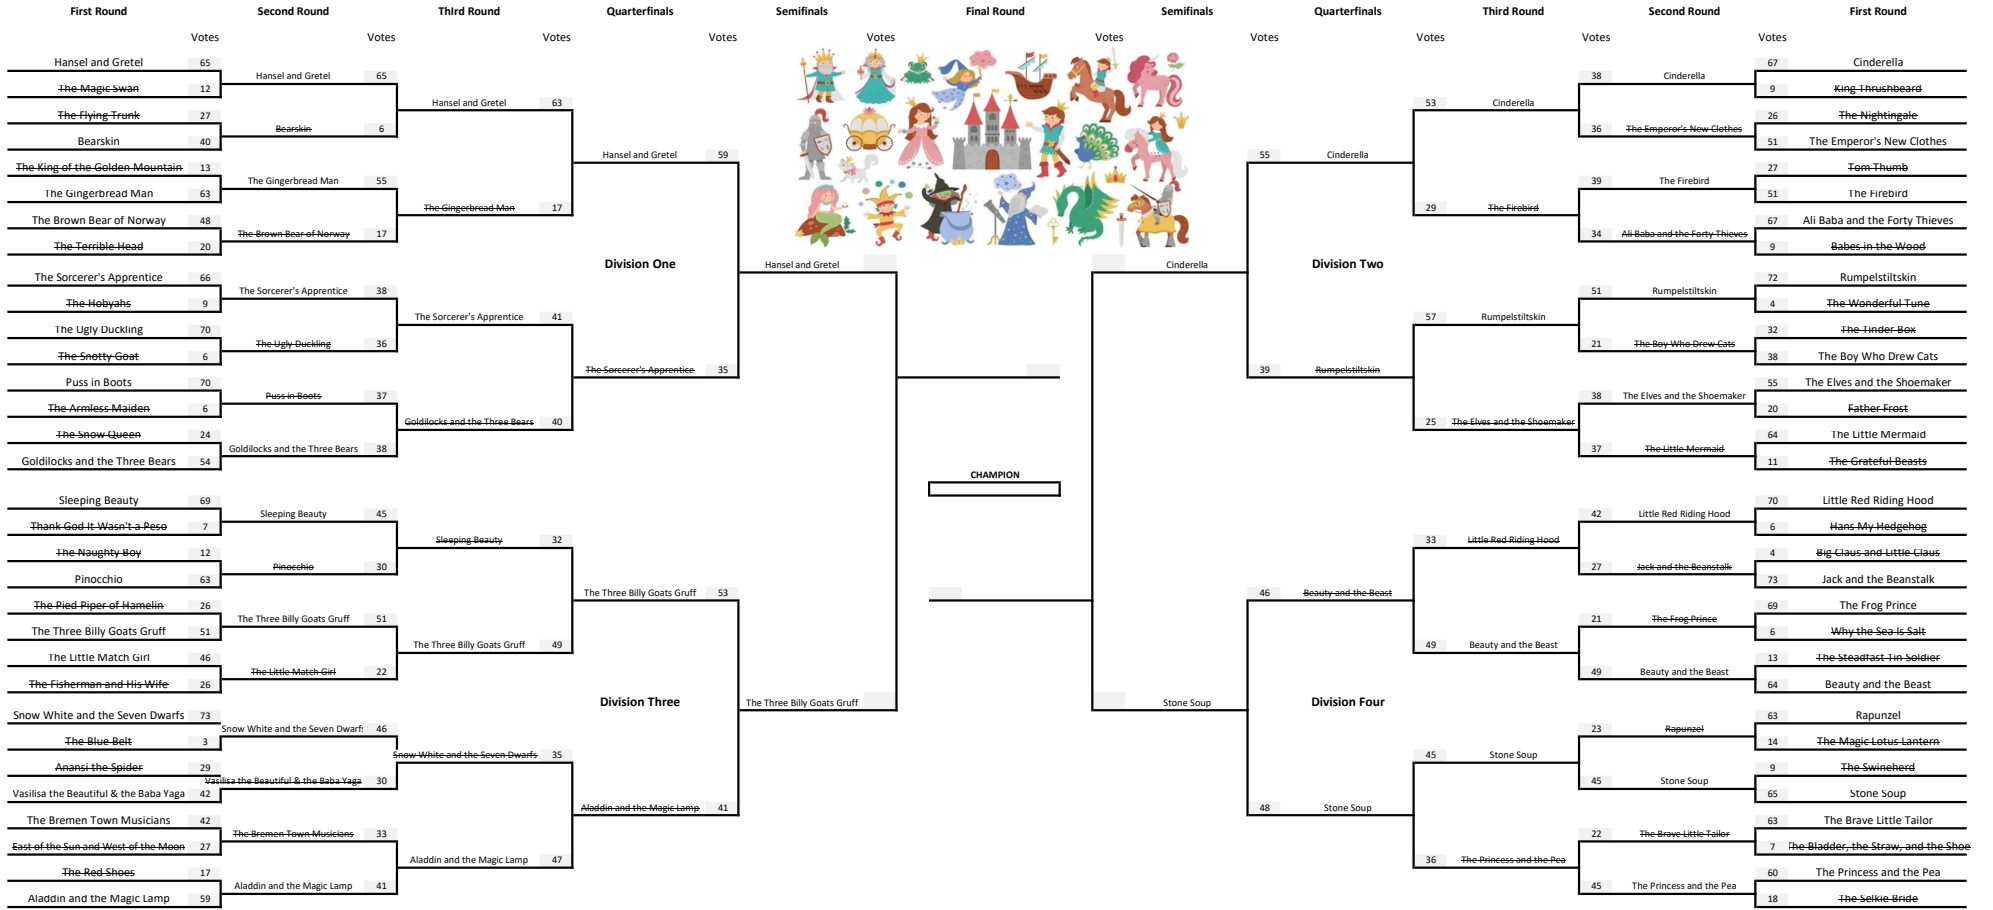 First Round Second Round Third Round Quarterfinals Semifinals Final Round Semifinals Quarterfinals Third Round Second Round First Round
Votes Votes Votes Votes Votes Votes Votes Votes Votes
Hansel and Gretel 65 67 Cinderella
Hansel and Gretel 65 38 Cinderella
The Magic Swan 12 9 King Thrushbeard
Hansel and Gretel 63 53 Cinderella
The Flying Trunk 27 26 The Nightingale
Bearskin 6 36 The Emperor's New Clothes
Bearskin 40 51 The Emperor's New Clothes
Hansel and Gretel 59 55 Cinderella
The King of the Golden Mountain 13 27 Tom Thumb
The Gingerbread Man 55 39 The Firebird
The Gingerbread Man 63 51 The Firebird
The Gingerbread Man 17 29 The Firebird
The Brown Bear of Norway 48 67 Ali Baba and the Forty Thieves
The Brown Bear of Norway 17 34 Ali Baba and the Forty Thieves
The Terrible Head 20 9 Babes in the Wood
Division One Division Two
Hansel and Gretel Cinderella
The Sorcerer's Apprentice 66 72 Rumpelstiltskin
The Sorcerer's Apprentice 38 51 Rumpelstiltskin
The Hobyahs 9 4 The Wonderful Tune
The Sorcerer's Apprentice 41 57 Rumpelstiltskin
The Ugly Duckling 70 32 The Tinder Box
The Ugly Duckling 36 21 The Boy Who Drew Cats
The Snotty Goat 6 38 The Boy Who Drew Cats
The Sorcerer's Apprentice 35 39 Rumpelstiltskin
Puss in Boots 70 55 The Elves and the Shoemaker
Puss in Boots 37 38 The Elves and the Shoemaker
The Armless Maiden 6 20 Father Frost
Goldilocks and the Three Bears 40 25 The Elves and the Shoemaker
The Snow Queen 24 64 The Little Mermaid
Goldilocks and the Three Bears 38 37 The Little Mermaid
Goldilocks and the Three Bears 54 11 The Grateful Beasts
CHAMPION
Sleeping Beauty 69 70 Little Red Riding Hood
Sleeping Beauty 45 42 Little Red Riding Hood
Thank God It Wasn't a Peso 7 6 Hans My Hedgehog
Sleeping Beauty 32 33 Little Red Riding Hood
The Naughty Boy 12 4 Big Claus and Little Claus
Pinocchio 30 27 Jack and the Beanstalk
Pinocchio 63 73 Jack and the Beanstalk
The Three Billy Goats Gruff 53 46 Beauty and the Beast
The Pied Piper of Hamelin 26 69 The Frog Prince
The Three Billy Goats Gruff 51 21 The Frog Prince
The Three Billy Goats Gruff 51 6 Why the Sea Is Salt
The Three Billy Goats Gruff 49 49 Beauty and the Beast
The Little Match Girl 46 13 The Steadfast Tin Soldier
The Little Match Girl 22 49 Beauty and the Beast
The Fisherman and His Wife 26 64 Beauty and the Beast
Division Three Division Four
The Three Billy Goats Gruff Stone Soup
Snow White and the Seven Dwarfs 73 63 Rapunzel
Snow White and the Seven Dwarfs 46 23 Rapunzel
The Blue Belt 3 14 The Magic Lotus Lantern
Snow White and the Seven Dwarfs 35 45 Stone Soup
Anansi the Spider 29 9 The Swineherd
Vasilisa the Beautiful & the Baba Yaga 30 45 Stone Soup
Vasilisa the Beautiful & the Baba Yaga 42 65 Stone Soup
Aladdin and the Magic Lamp 41 48 Stone Soup
The Bremen Town Musicians 42 63 The Brave Little Tailor
The Bremen Town Musicians 33 22 The Brave Little Tailor
East of the Sun and West of the Moon 27 7 The Bladder, the Straw, and the Shoe
Aladdin and the Magic Lamp 47 36 The Princess and the Pea
The Red Shoes 17 60 The Princess and the Pea
Aladdin and the Magic Lamp 41 45 The Princess and the Pea
Aladdin and the Magic Lamp 59 18 The Selkie Bride